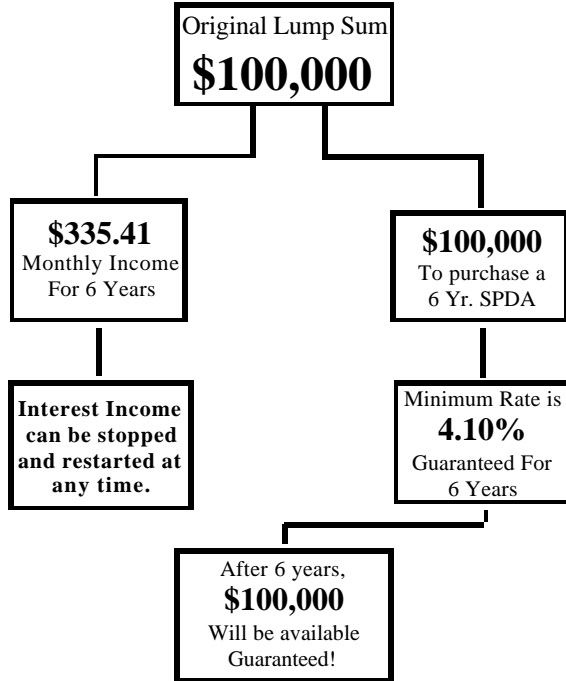 Original Lump Sum
$100,000
$335.41
Monthly Income
For 6 Years
$100,000
To purchase a
6 Yr. SPDA
Interest Income
can be stopped
and restarted at
any time.
Minimum Rate is
4.10%
Guaranteed For
6 Years
After 6 years,
$100,000
Will be available
Guaranteed!